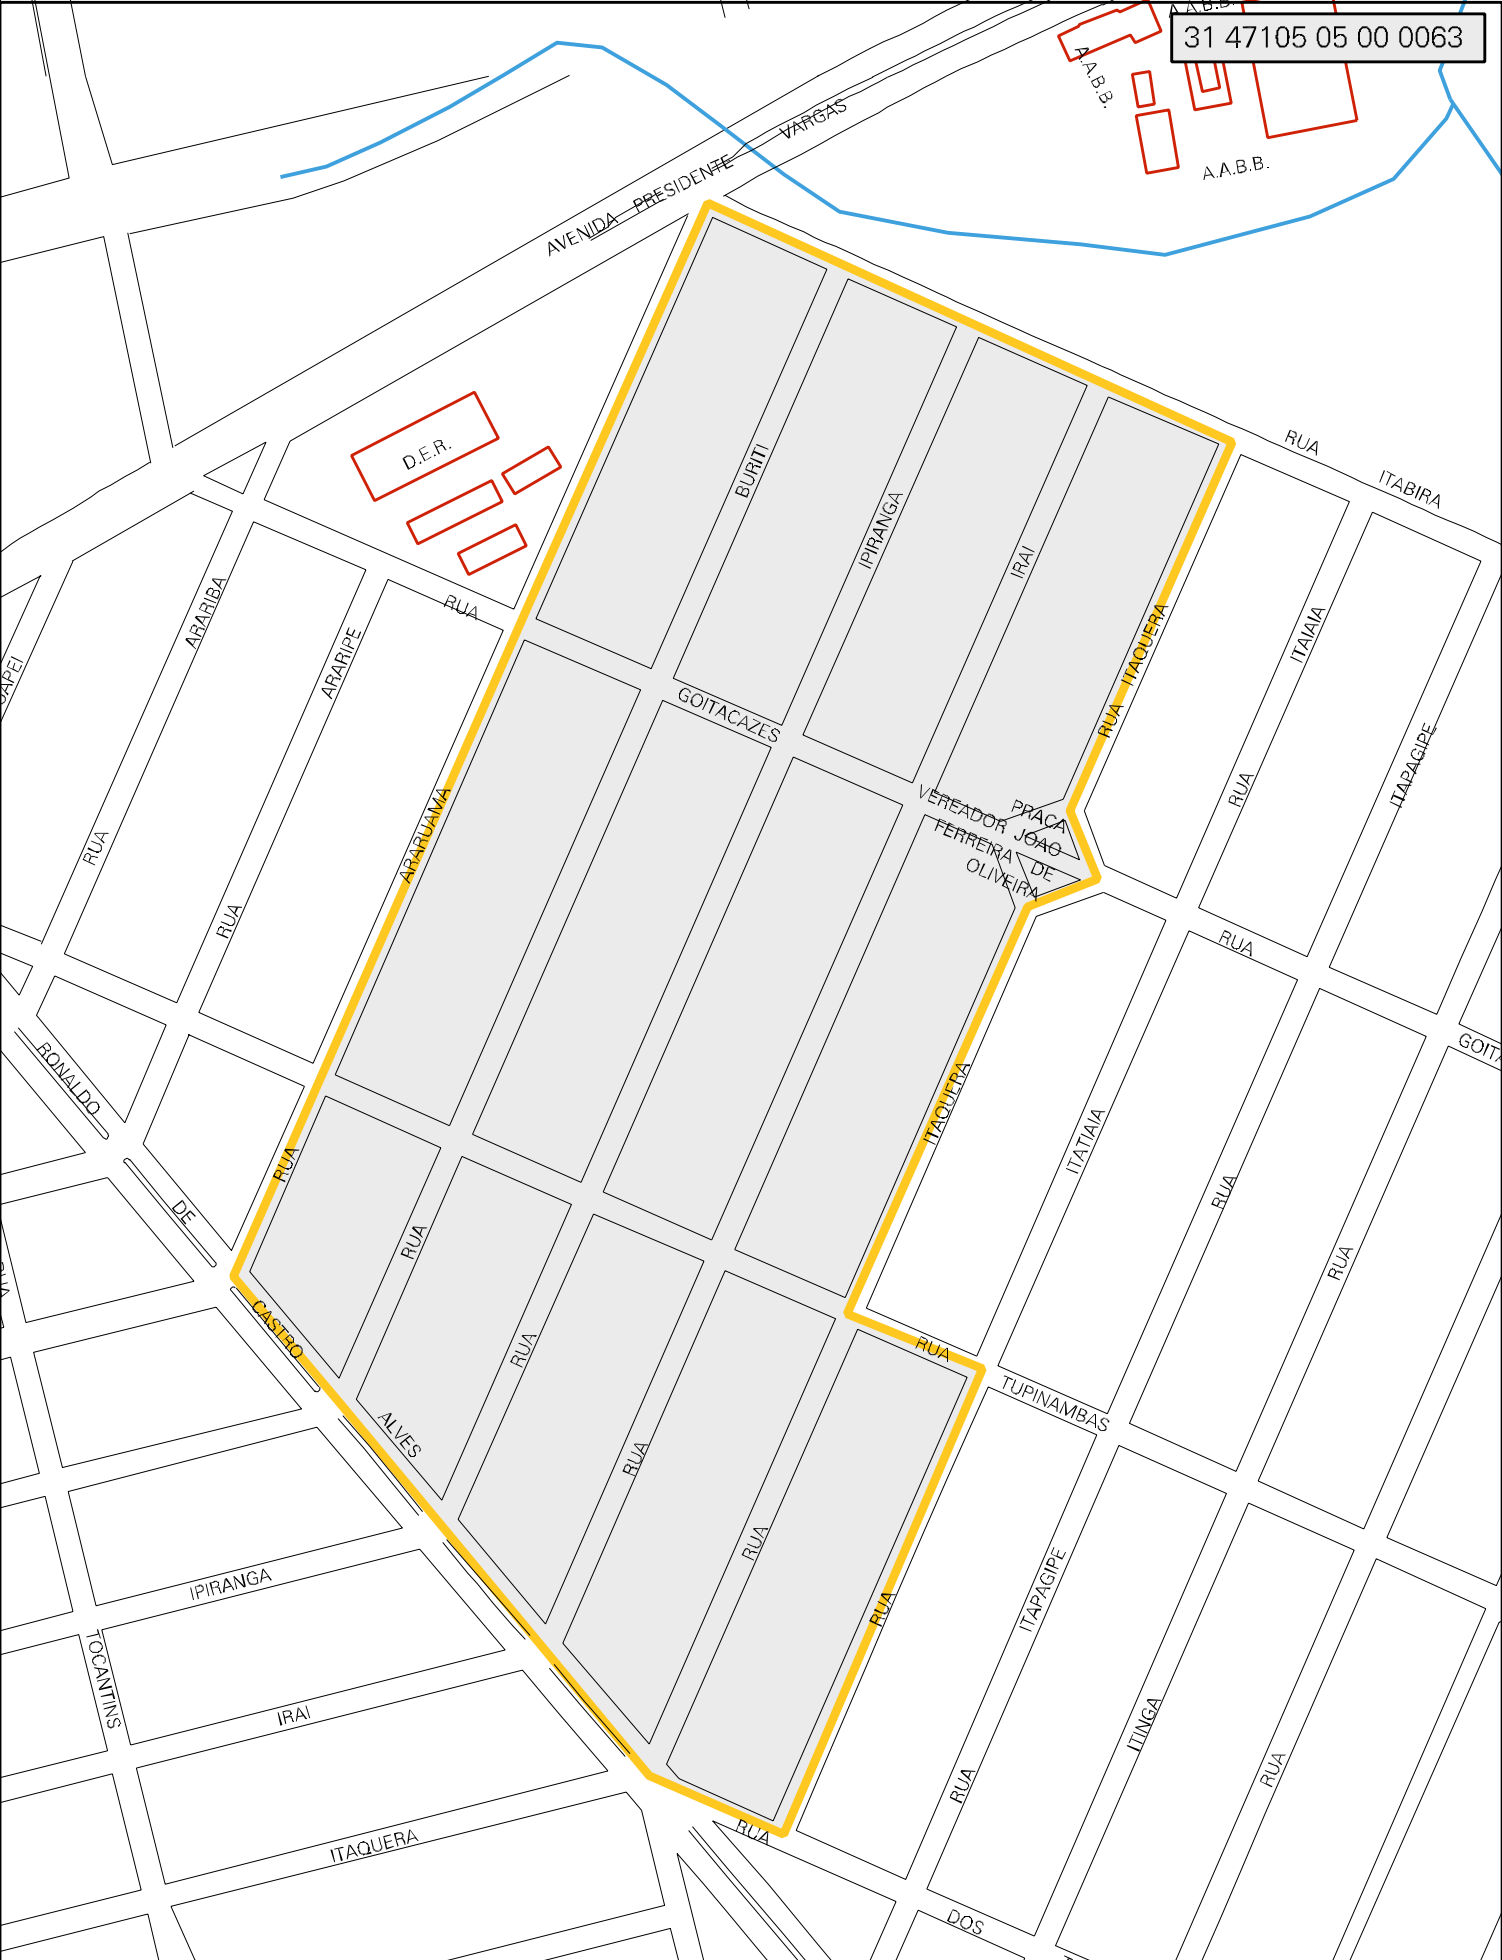 A.A.B.B.
31 47105 05 00 0063
A.A.B.B.
A.A.B.B.
AVENIDA PRESIDENTE VARGAS
D.E.R.
RUA ITABIRA
BURITI
IPIRANGA
IRAI
RUA ITAQUERA
ITAIAIA
RUA
ITAPAGIPE
ARARIBA
RUA
ARARIPE
RUA
RUA
GOITACAZES
ARARUAMA
RUA
VEREADOR
PRACA
JOAO
FERREIRA
DE
OLIVEIRA
RUA
ITAQUERA
ITATIAIA
RUA
RUA
RONALDO
DE
CASTRO
ALVES
RUA
RUA
RUA
RUA
RUA
TUPINAMBAS
RUA
ITAPAGIPE
RUA
ITINGA
RUA
IPIRANGA
TOCANTINS
IRAI
ITAQUERA
RUA
DOS